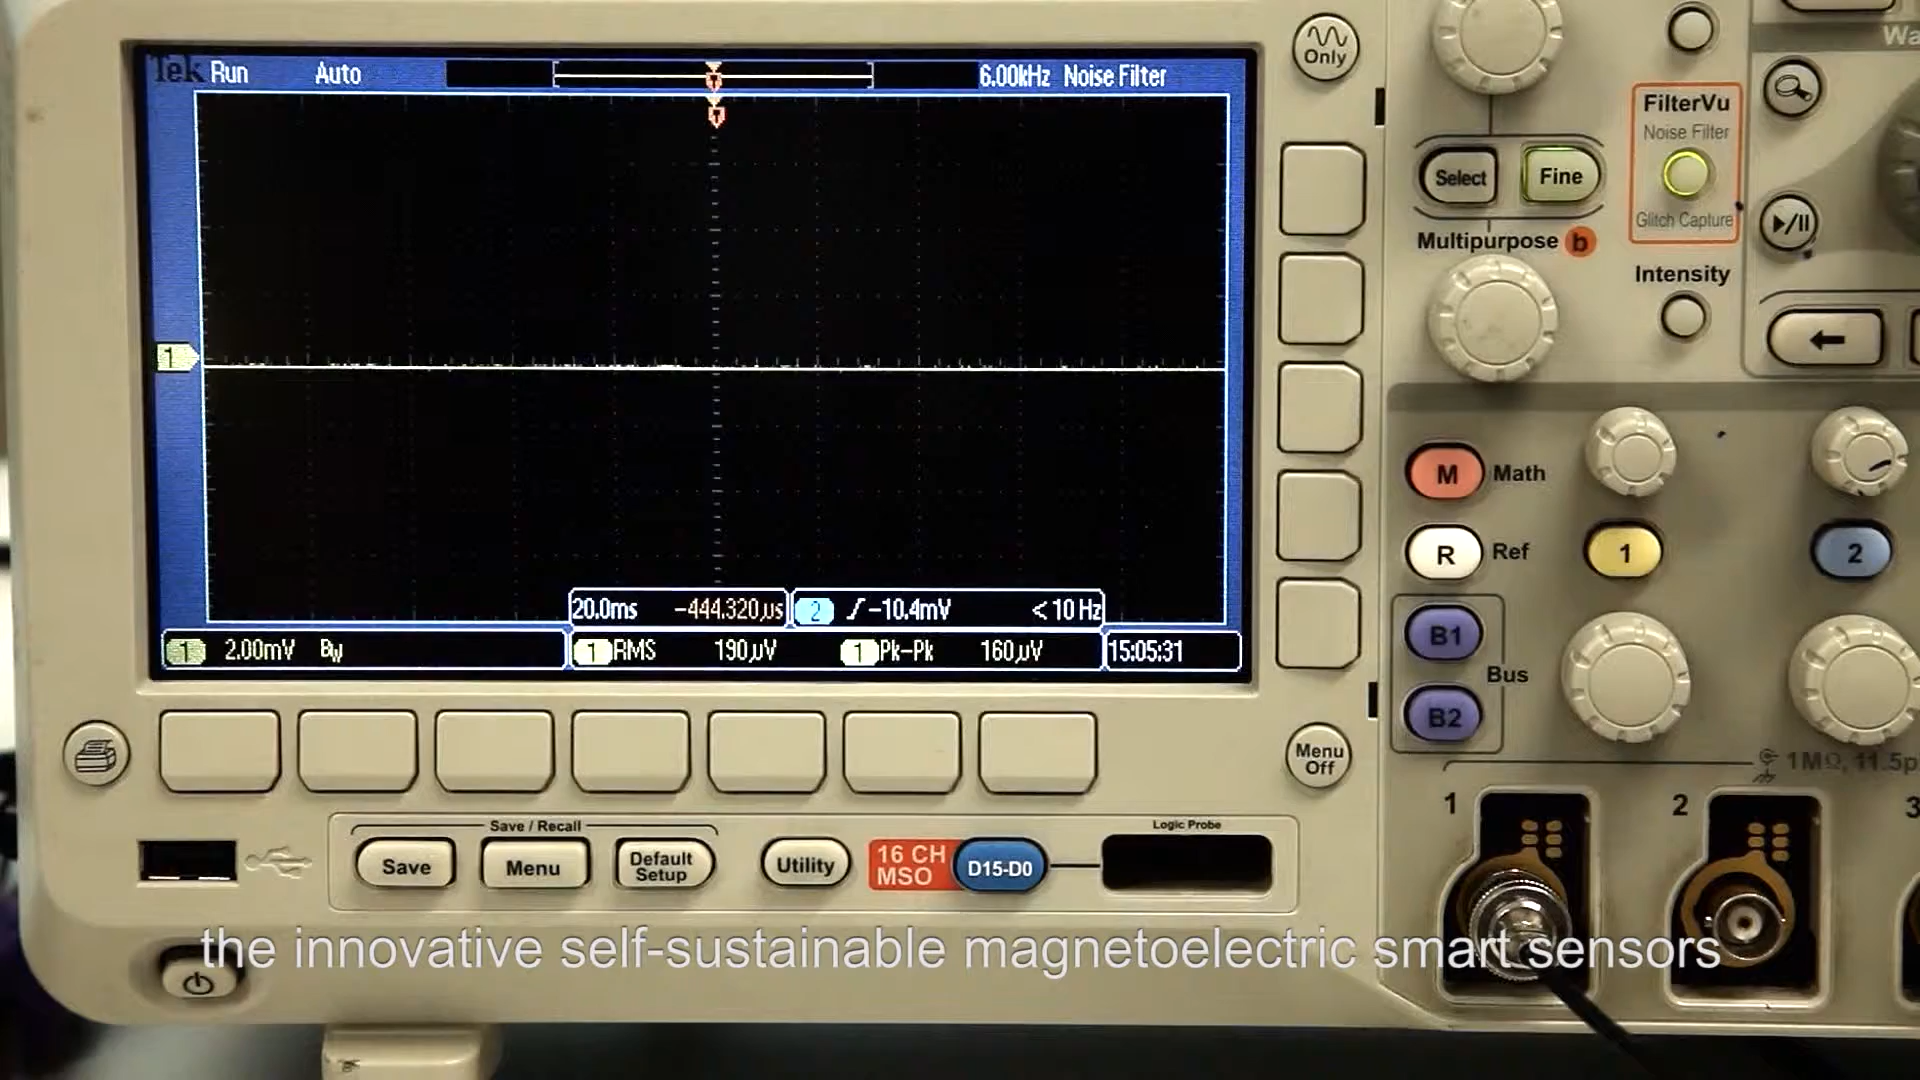 Tek Run Auto 6.00kHz Noise Filter
1
20.0ms -444.320µs 2 -10.4mV < 10 Hz
1 2.00mV BW 1 RMS 190µV 1 Pk-Pk 160µV 15:05:31
Only
FilterVu
Noise Filter
Glitch Capture
Select Fine
Multipurpose b
Intensity
M Math
R Ref
1 2
B1
B2
Bus
Menu
Off
1MΩ, 11.5p
1 2 3
Save / Recall
Save Menu Default
Setup
Utility
16 CH
MSO
D15-D0
Logic Probe
the innovative self-sustainable magnetoelectric smart sensors